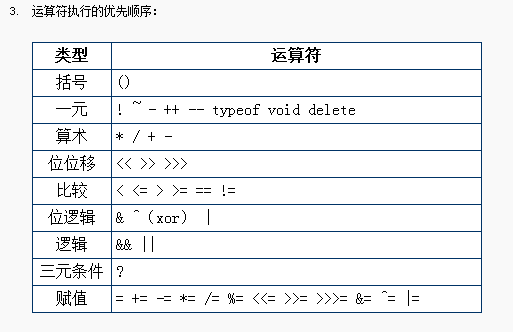 3. 运算符执行的优先顺序：
类型 运算符
括号 ()
一元 ! ~ - ++ -- typeof void delete
算术 * / + -
位位移 << >> >>>
比较 < <= > >= == !=
位逻辑 & ^（xor） |
逻辑 && ||
三元条件 ?
赋值 = += -= *= /= %= <<= >>= >>>= &= ^= |=